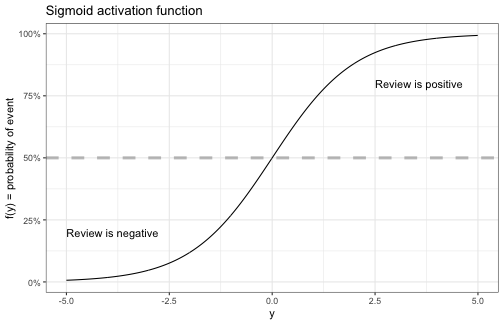 Sigmoid activation function
f(y) = probability of event
100%
75%
50%
25%
0%
Review is positive
Review is negative
-5.0
-2.5
0.0
2.5
5.0
y